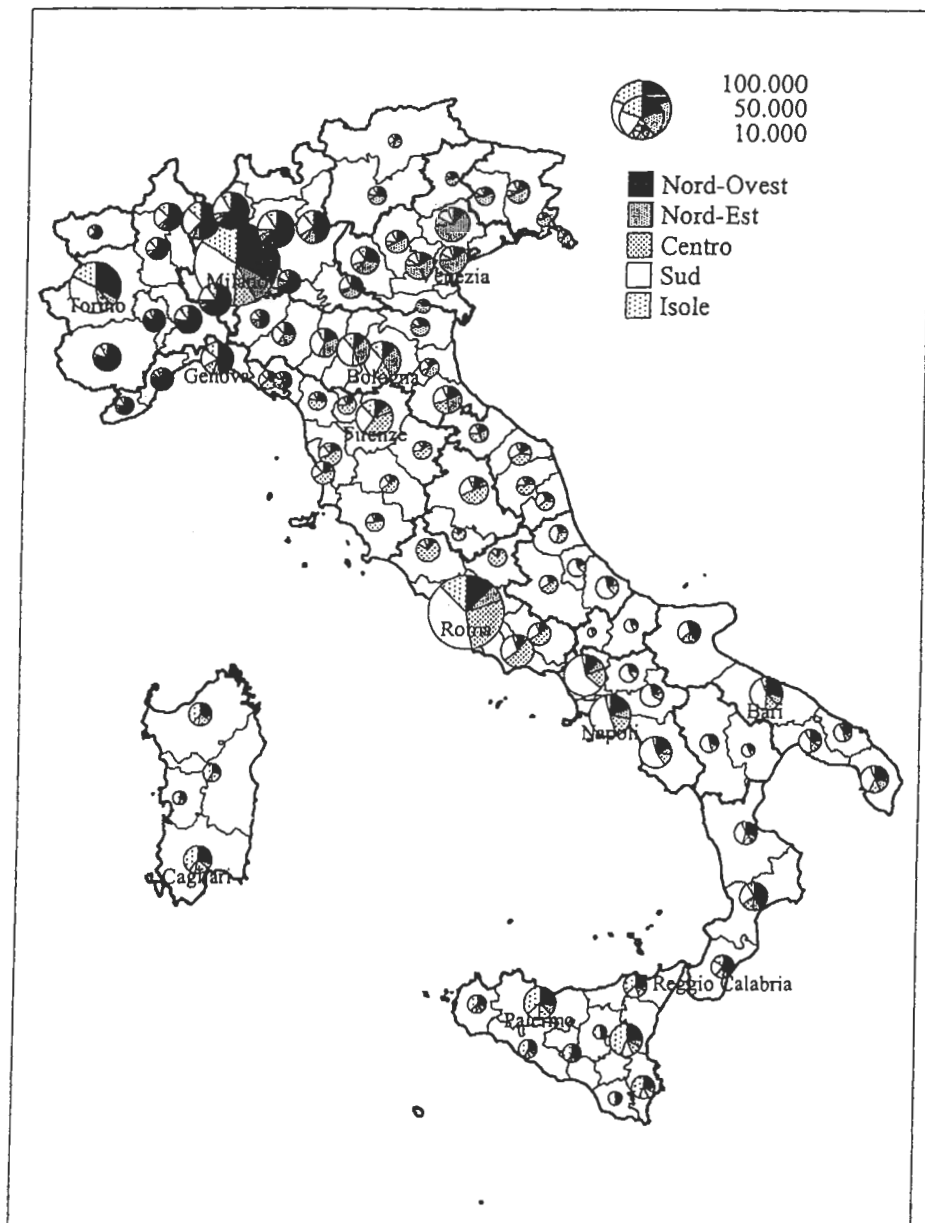 100.000
50.000
10.000
Nord-Ovest
Nord-Est
Centro
Sud
Isole
Milano
Venezia
Torino
Genova
Bologna
Firenze
Roma
Bari
Napoli
Cagliari
Reggio Calabria
Palermo